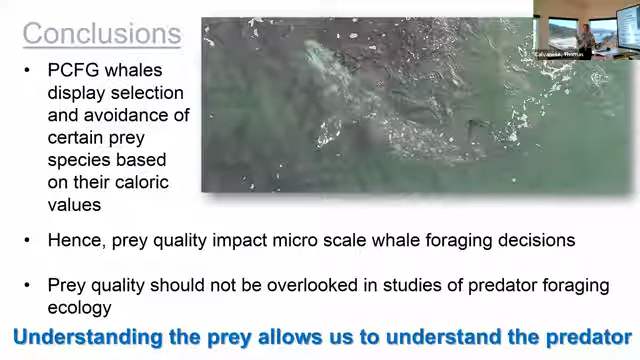 Conclusions
• PCFG whales
display selection
and avoidance of
certain prey
species based
on their caloric
values
Calvanese, Thomas
• Hence, prey quality impact micro scale whale foraging decisions
• Prey quality should not be overlooked in studies of predator foraging
ecology
Understanding the prey allows us to understand the predator